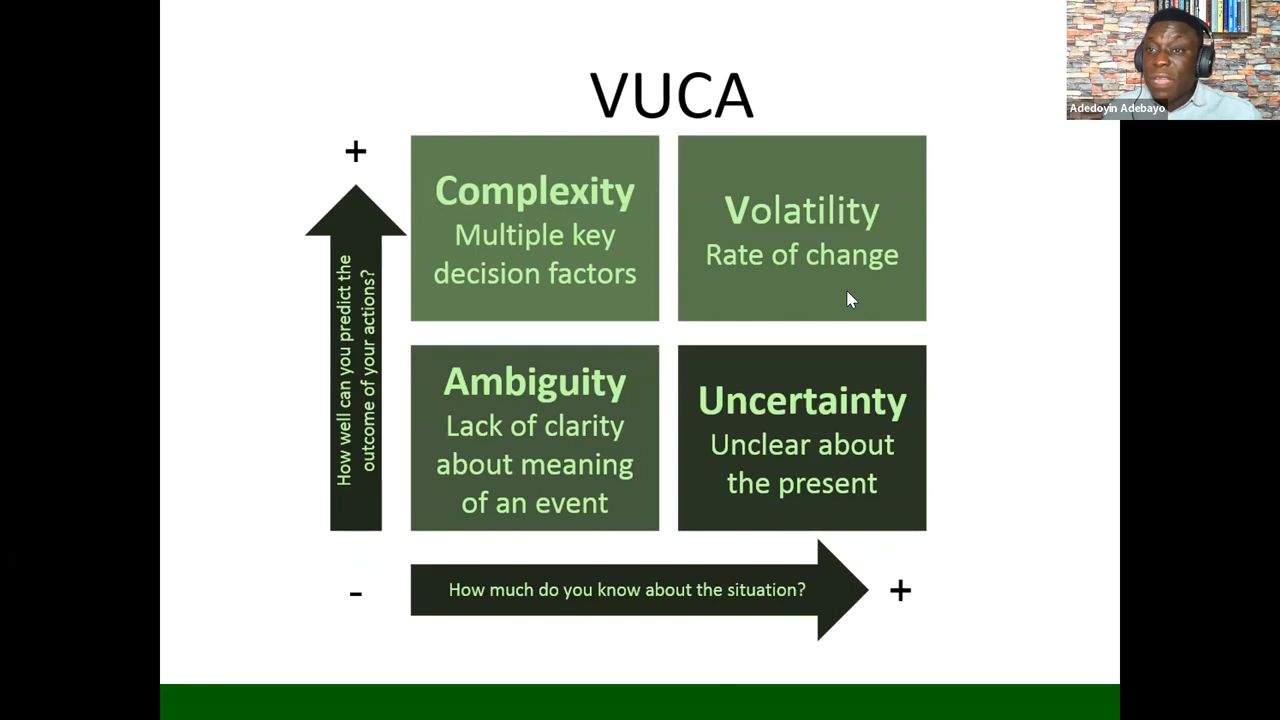 VUCA
+
Complexity
Multiple key
decision factors
Volatility
Rate of change
How well can you predict the
outcome of your actions?
Ambiguity
Lack of clarity
about meaning
of an event
Uncertainty
Unclear about
the present
-
How much do you know about the situation?
+
Adedoyin Adebayo